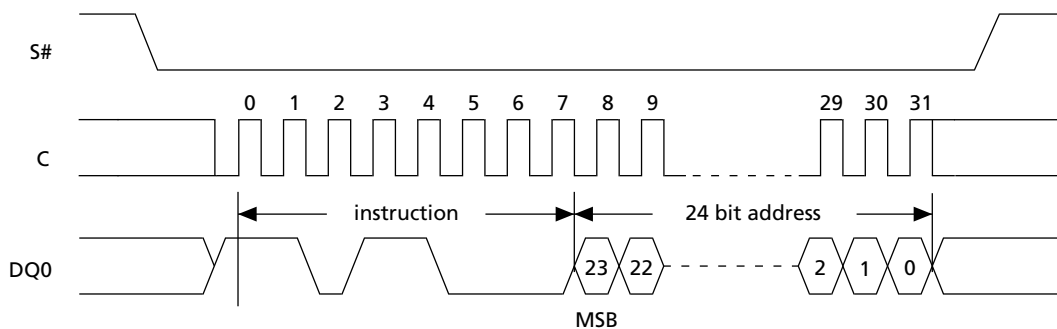 S#
0 1 2 3 4 5 6 7 8 9 29 30 31
C
instruction 24 bit address
DQ0 23 22 2 1 0
MSB